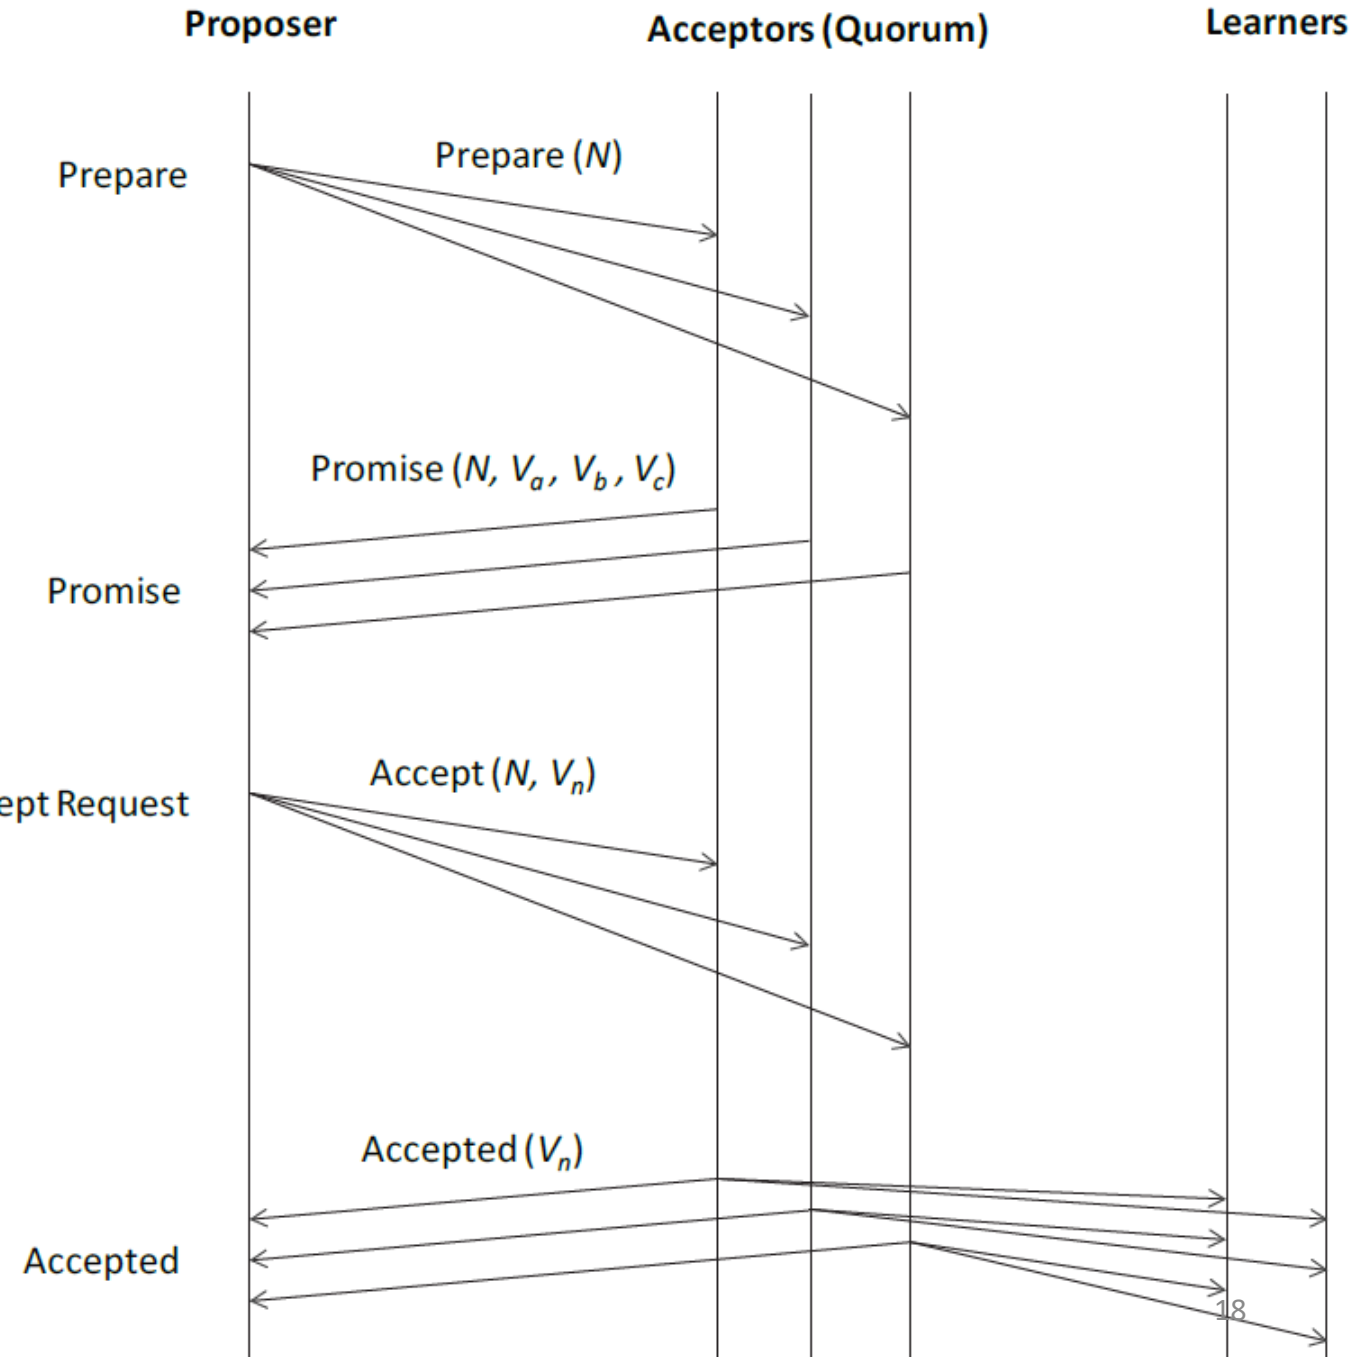 Proposer
Acceptors (Quorum)
Learners
Prepare
Prepare (N)
Promise (N, Va, Vb, Vc)
Promise
Accept (N, Vn)
ept Request
Accepted (Vn)
Accepted
18